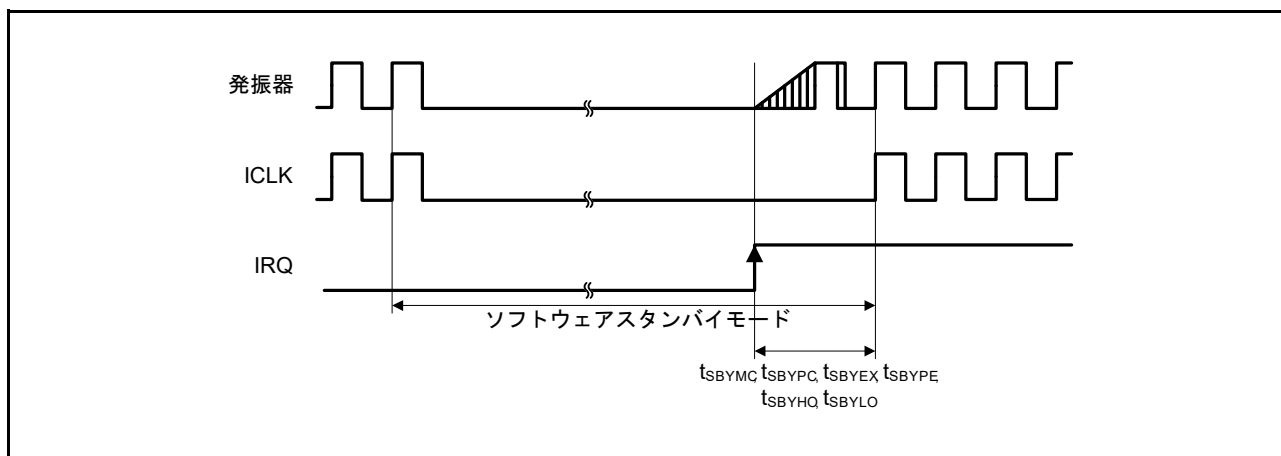 発振器
ICLK
IRQ
ソフトウェアスタンバイモード
tSBYMC, tSBYPC, tSBYEX, tSBYPE,
tSBYHO, tSBYLO